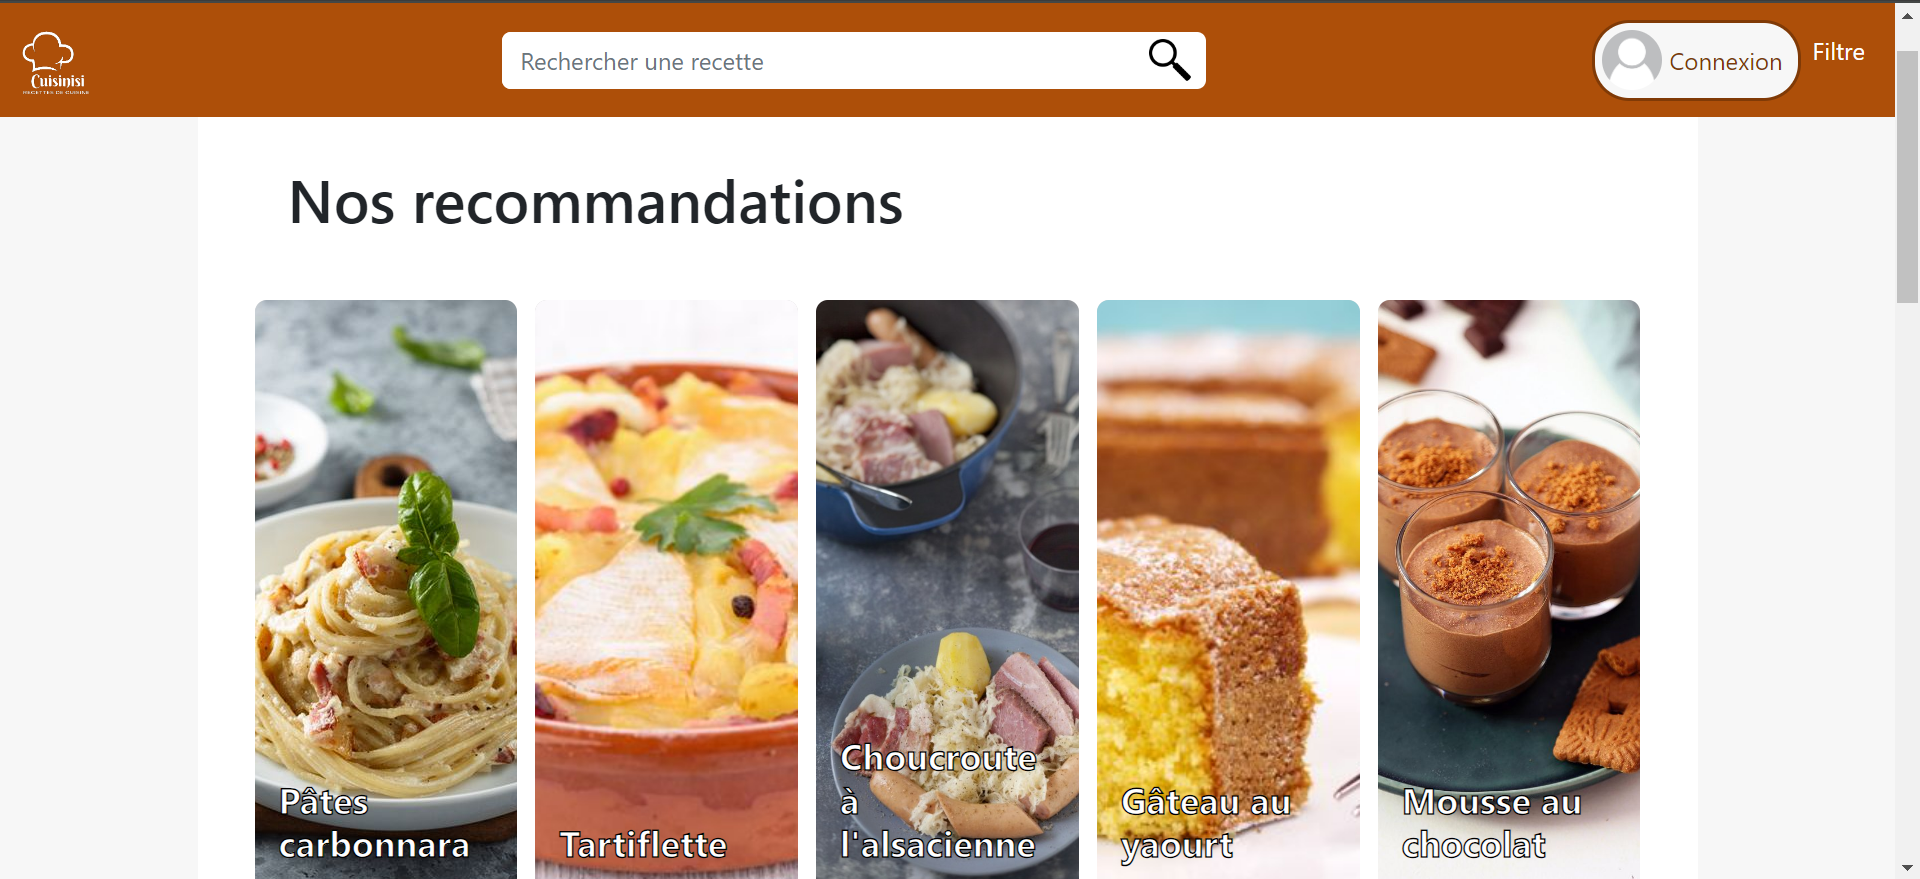 Cuisinisi
RECETTES DE CUISINE
Rechercher une recette
Connexion
Filtre
Nos recommandations
Pâtes
carbonnara
Tartiflette
Choucroute
à
l'alsacienne
Gâteau au
yaourt
Mousse au
chocolat